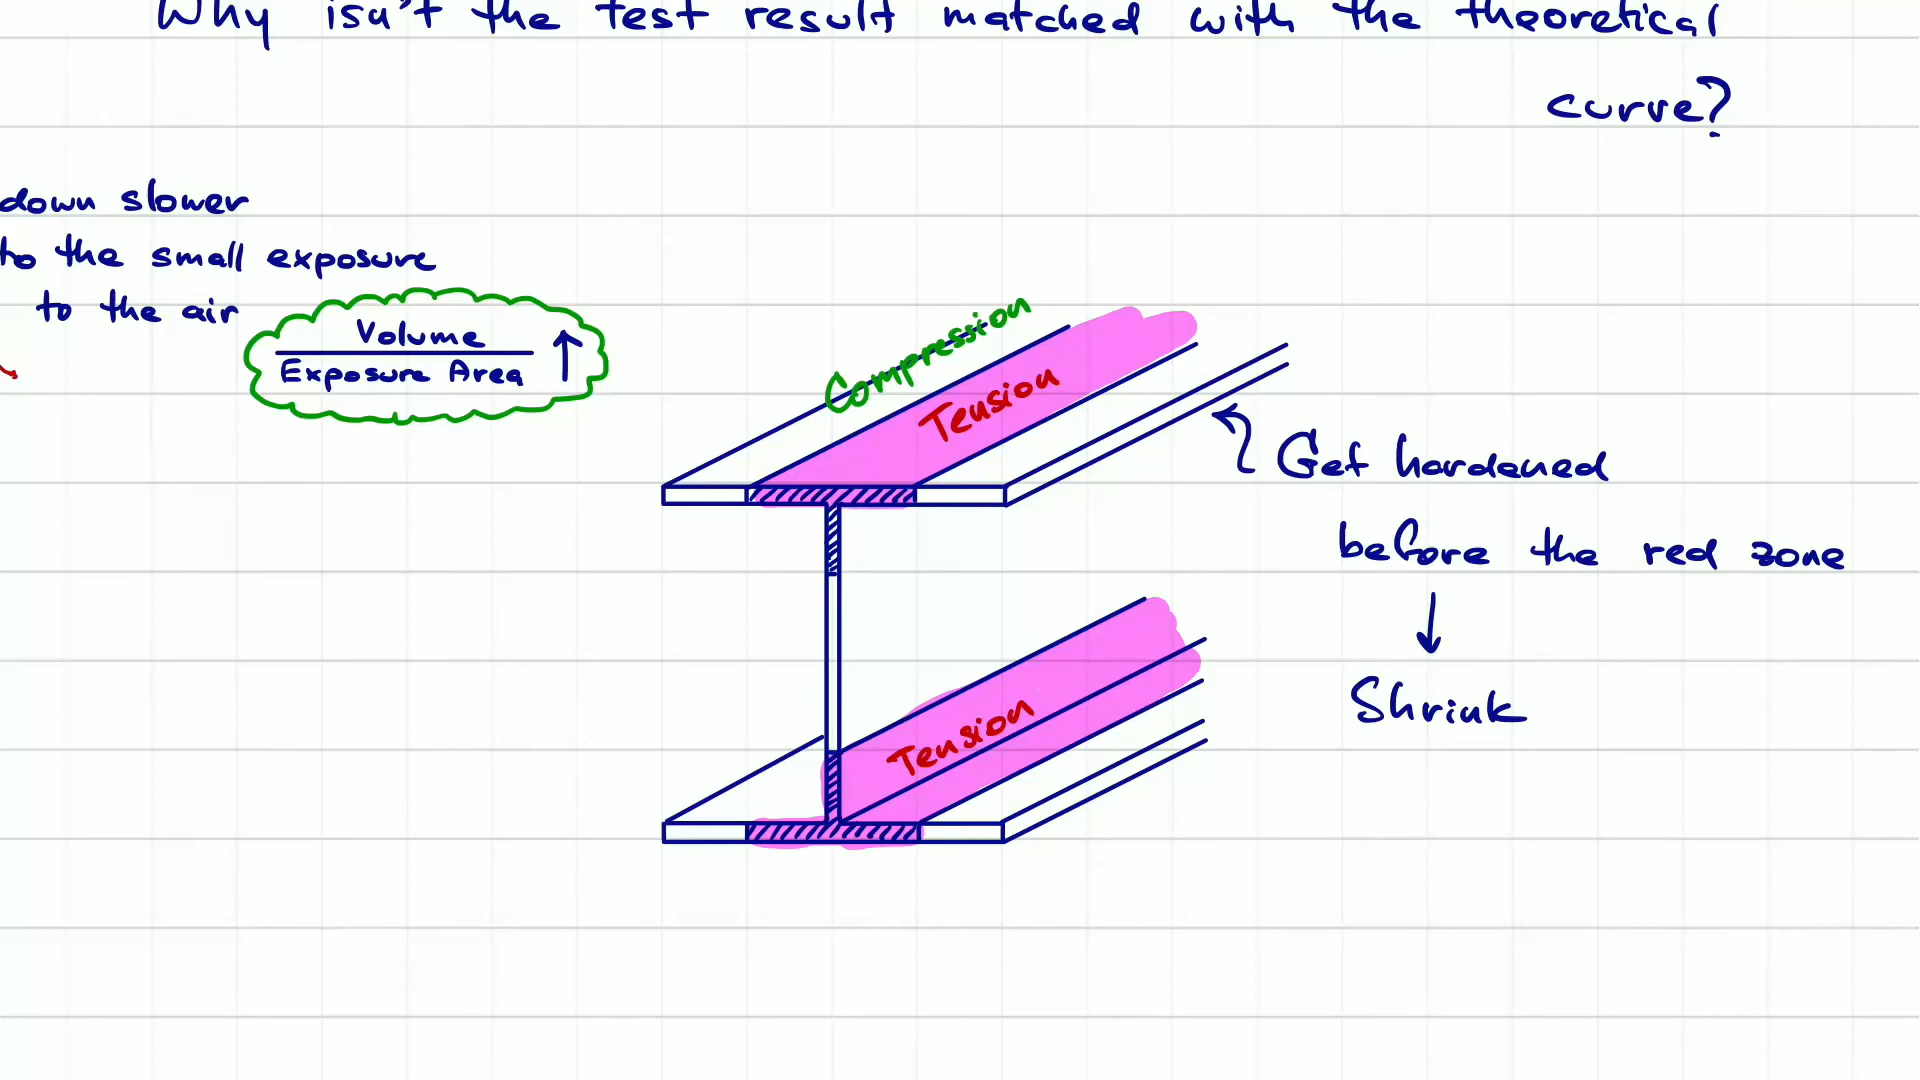 Why isn't the test result matched with the theoretical
curve?
down slower
to the small exposure
to the air
Volume
Exposure Area
Compression
Tension
Get hardened
before the red zone
Shrink
Tension